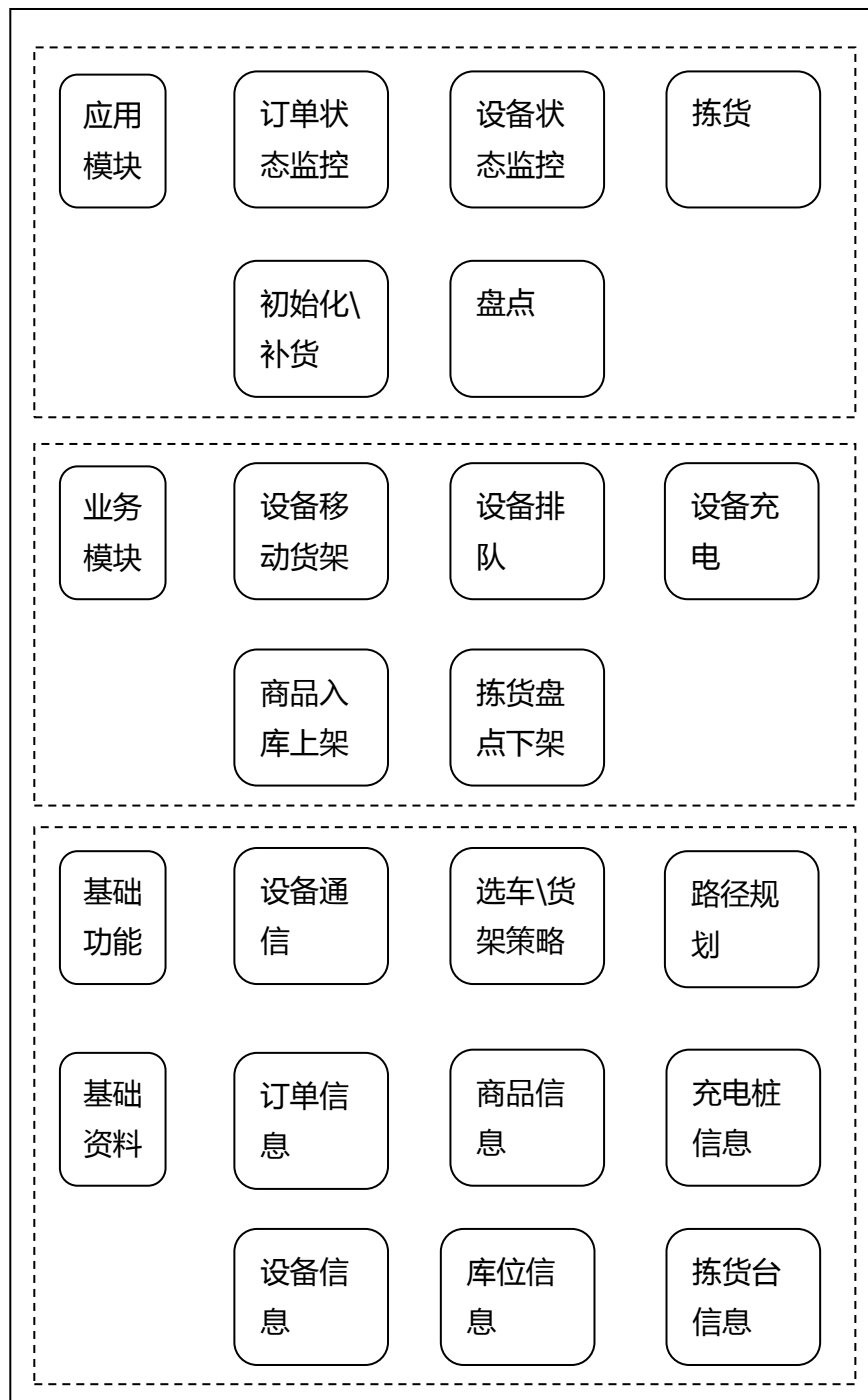 应用
模块
订单状
态监控
设备状
态监控
拣货
初始化\
补货
盘点
业务
模块
设备移
动货架
设备排
队
设备充
电
商品入
库上架
拣货盘
点下架
基础
功能
设备通
信
选车\货
架策略
路径规
划
基础
资料
订单信
息
商品信
息
充电桩
信息
设备信
息
库位信
息
拣货台
信息